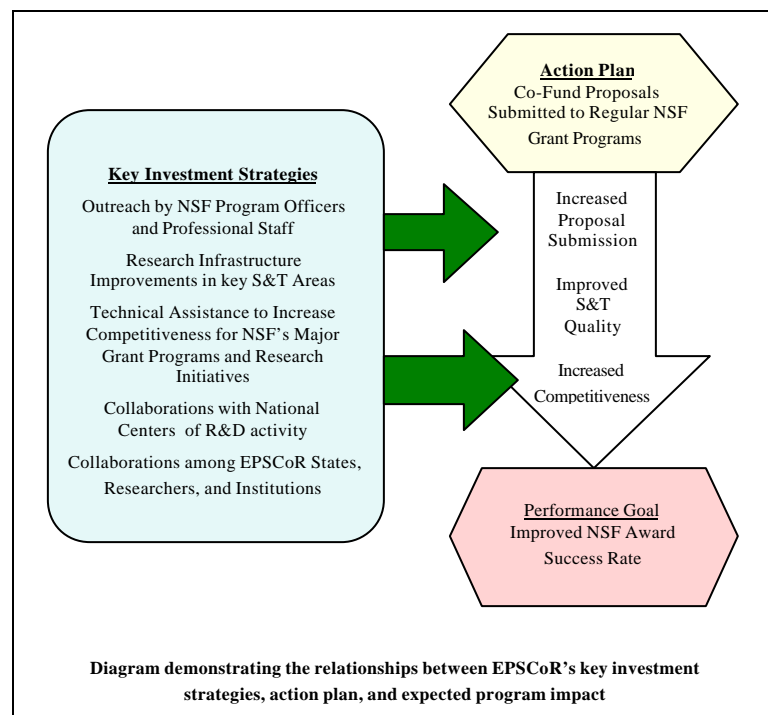 Key Investment Strategies
Outreach by NSF Program Officers
and Professional Staff
Research Infrastructure
Improvements in key S&T Areas
Technical Assistance to Increase
Competitiveness for NSF's Major
Grant Programs and Research
Initiatives
Collaborations with National
Centers of R&D activity
Collaborations among EPSCoR States,
Researchers, and Institutions
Action Plan
Co-Fund Proposals
Submitted to Regular NSF
Grant Programs
Increased
Proposal
Submission
Improved
S&T
Quality
Increased
Competitiveness
Performance Goal
Improved NSF Award
Success Rate
Diagram demonstrating the relationships between EPSCoR's key investment
strategies, action plan, and expected program impact